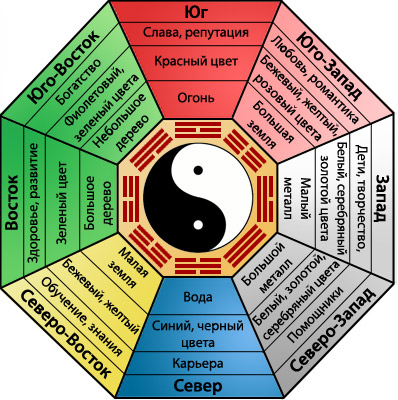 Юг
Слава, репутация
Красный цвет
Огонь
Юго-Запад
Любовь, романтика
Бежевый, желтый,
розовый цвета
Большая
земля
Запад
Дети, творчество,
Белый, серебряный
золотой цвета
Малый
металл
Северо-Запад
Помощники
Белый, золотой,
серебряный цвета
Большой
металл
Вода
Синий, черный
цвета
Карьера
Север
Малая
земля
Бежевый, желтый
Обучение, знания
Северо-Восток
Восток
Здоровье, развитие
Зеленый цвет
Большое
дерево
Юго-Восток
Богатство
Фиолетовый,
зеленый цвета
Небольшое
дерево